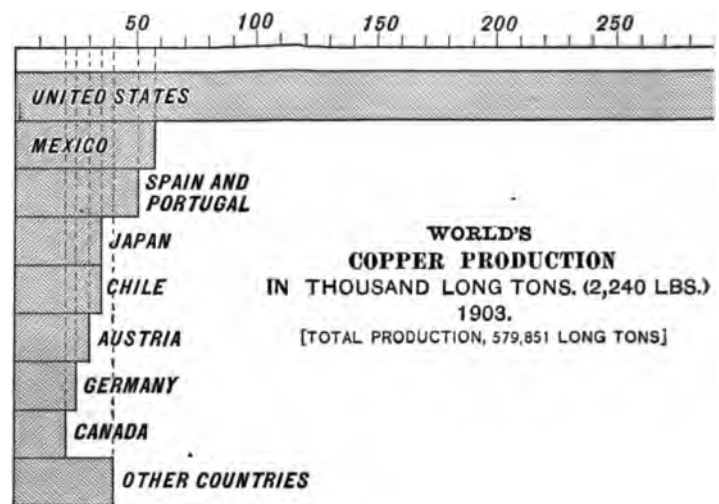 0 50 100 150 200 250
UNITED STATES
MEXICO
SPAIN AND
PORTUGAL
JAPAN
CHILE
AUSTRIA
GERMANY
CANADA
OTHER COUNTRIES
WORLD'S
COPPER PRODUCTION
IN THOUSAND LONG TONS. (2,240 LBS.)
1903.
[TOTAL PRODUCTION, 579,851 LONG TONS]